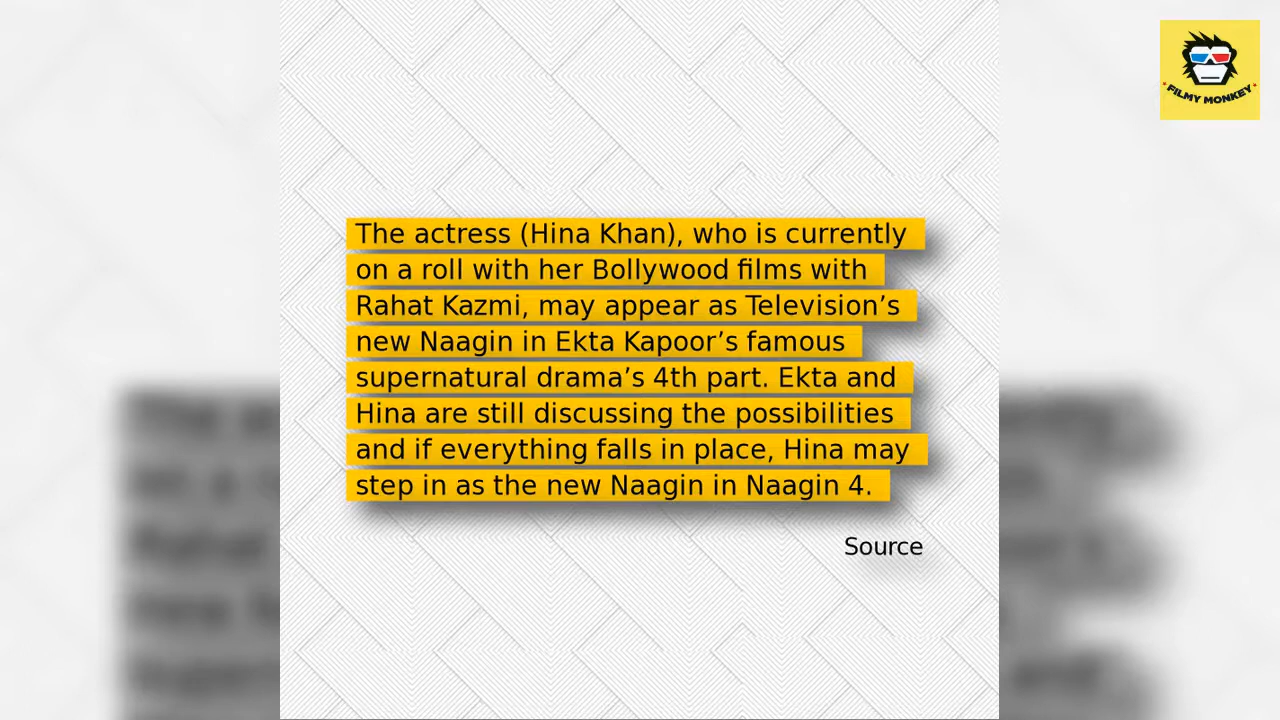 FILMY MONKEY
The actress (Hina Khan), who is currently
on a roll with her Bollywood films with
Rahat Kazmi, may appear as Television’s
new Naagin in Ekta Kapoor’s famous
supernatural drama’s 4th part. Ekta and
Hina are still discussing the possibilities
and if everything falls in place, Hina may
step in as the new Naagin in Naagin 4.
Source